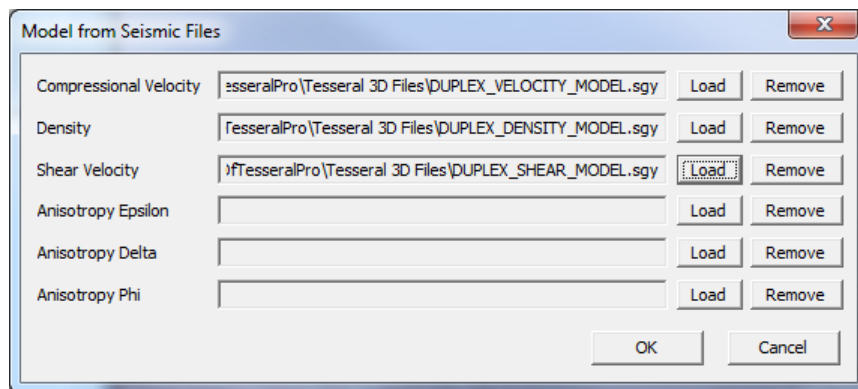 Model from Seismic Files
Compressional Velocity esseralPro\Tesseral 3D Files\DUPLEX_VELOCITY_MODEL.sgy Load Remove
Density TesseralPro\Tesseral 3D Files\DUPLEX_DENSITY_MODEL.sgy Load Remove
Shear Velocity OfTesseralPro\Tesseral 3D Files\DUPLEX_SHEAR_MODEL.sgy Load Remove
Anisotropy Epsilon Load Remove
Anisotropy Delta Load Remove
Anisotropy Phi Load Remove
OK Cancel